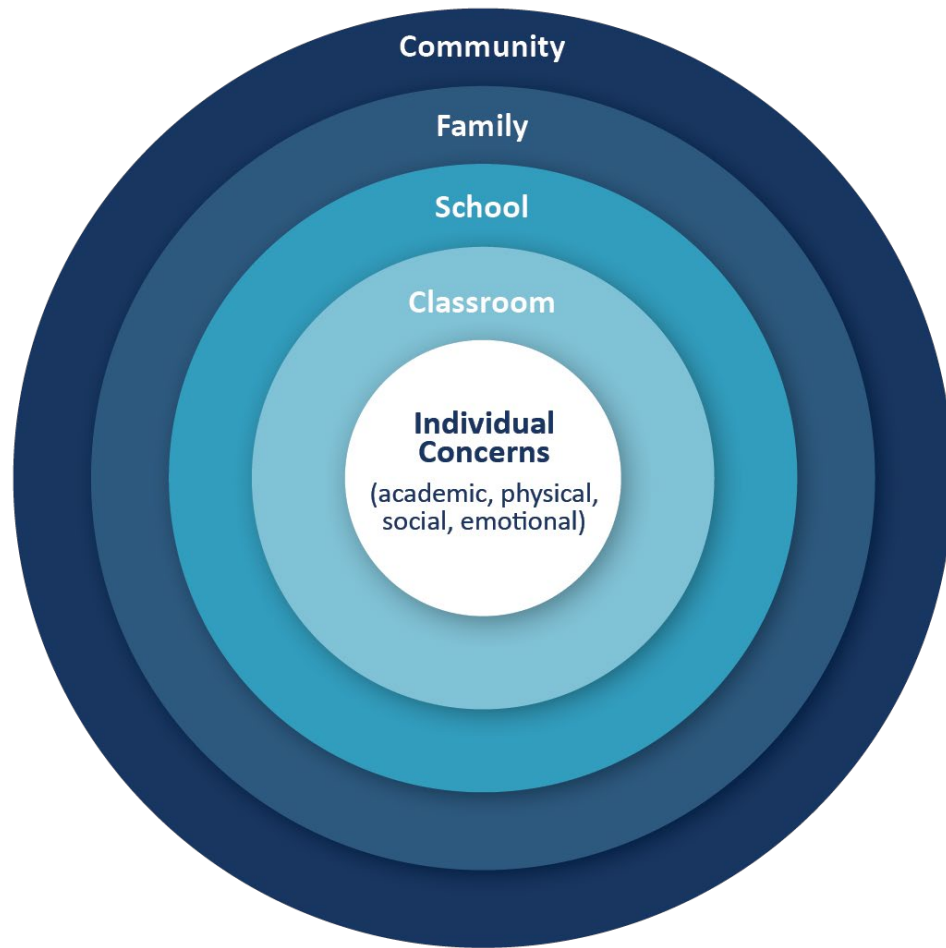 Community
Family
School
Classroom
Individual
Concerns
(academic, physical,
social, emotional)